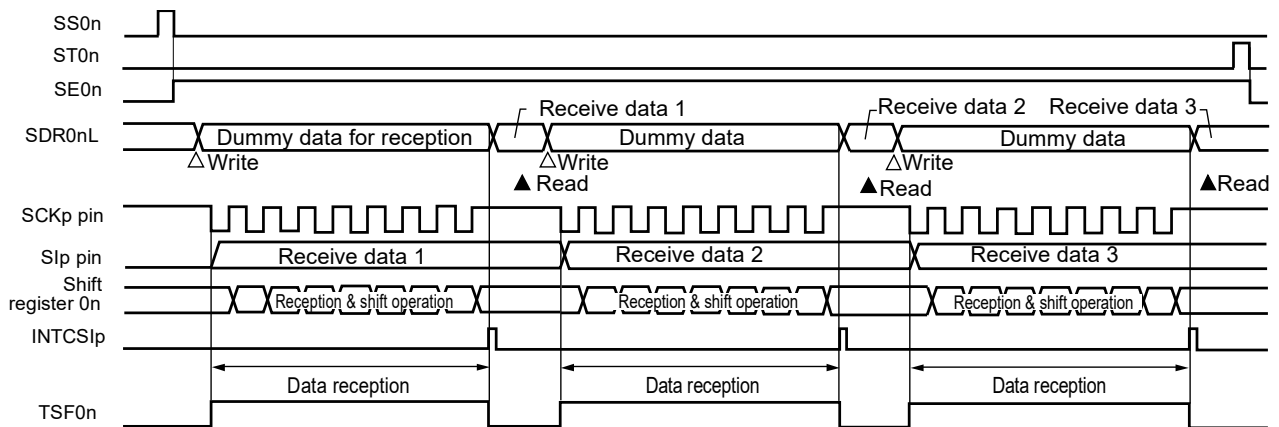 SS0n
ST0n
SE0n
Receive data 1
Receive data 2 Receive data 3
SDR0nL Dummy data for reception Dummy data Dummy data
Write Write Write
Read Read Read
SCKp pin
SIp pin Receive data 1 Receive data 2 Receive data 3
Shift
register 0n Reception & shift operation Reception & shift operation Reception & shift operation
INTCSIp
Data reception Data reception Data reception
TSF0n